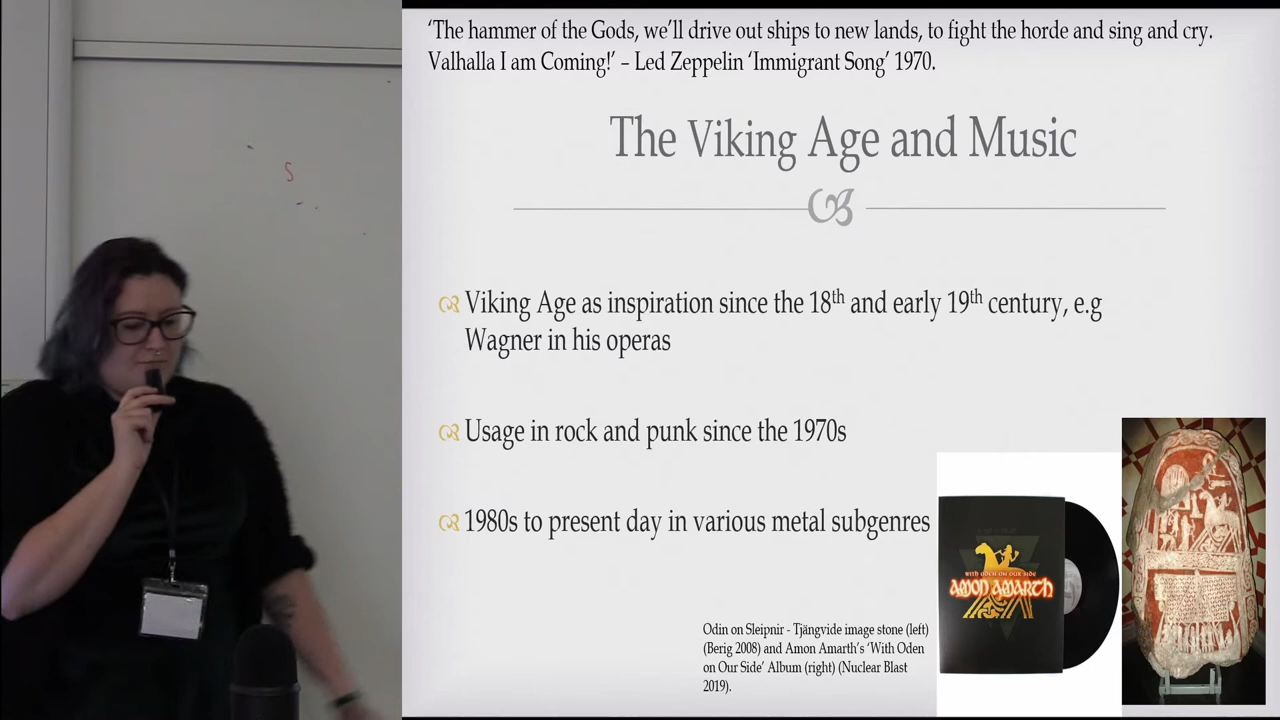 ‘The hammer of the Gods, we’ll drive out ships to new lands, to fight the horde and sing and cry.
Valhalla I am Coming!’ – Led Zeppelin ‘Immigrant Song’ 1970.
The Viking Age and Music
S
Viking Age as inspiration since the 18th and early 19th century, e.g
Wagner in his operas
Usage in rock and punk since the 1970s
1980s to present day in various metal subgenres
WITH ODEN ON OUR SIDE
AMON AMARTH
Odin on Sleipnir - Tjängvide image stone (left)
(Berig 2008) and Amon Amarth’s ‘With Oden
on Our Side’ Album (right) (Nuclear Blast
2019).